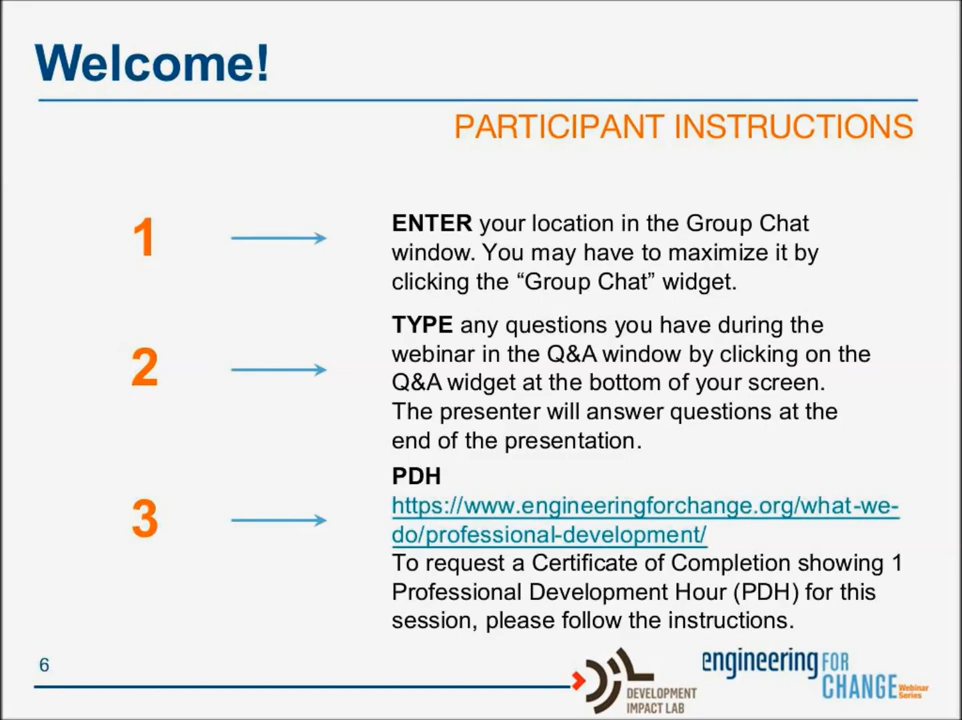 Welcome!
PARTICIPANT INSTRUCTIONS
1
ENTER your location in the Group Chat
window. You may have to maximize it by
clicking the “Group Chat” widget.
2
TYPE any questions you have during the
webinar in the Q&A window by clicking on the
Q&A widget at the bottom of your screen.
The presenter will answer questions at the
end of the presentation.
3
PDH
https://www.engineeringforchange.org/what-we-
do/professional-development/
To request a Certificate of Completion showing 1
Professional Development Hour (PDH) for this
session, please follow the instructions.
6
DIL
DEVELOPMENT
IMPACT LAB
engineering FOR
CHANGE Webinar
Series